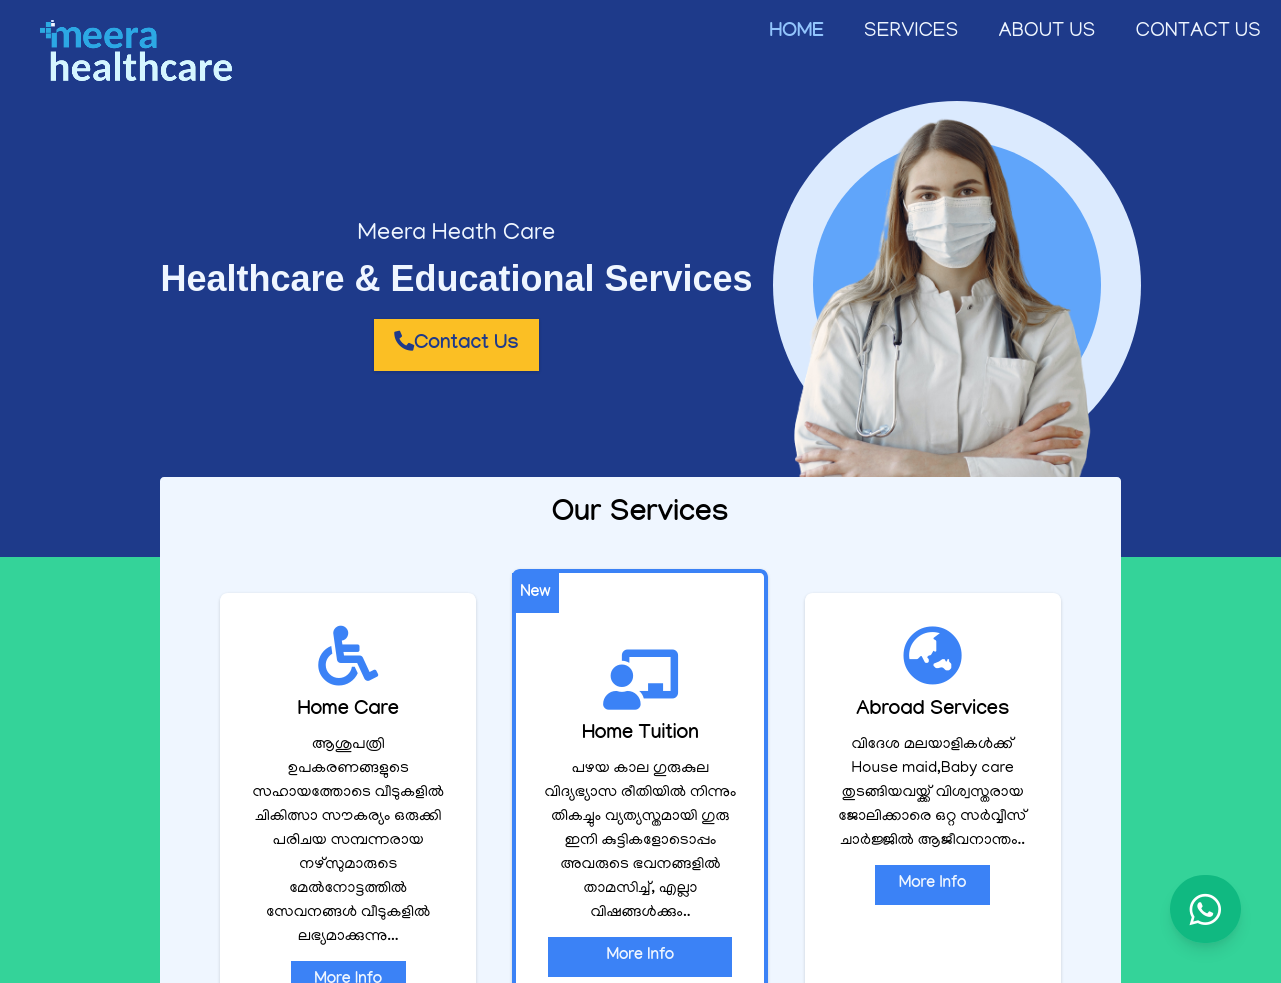 meera
healthcare
HOME
SERVICES
ABOUT US
CONTACT US
Meera Heath Care
Healthcare & Educational Services
Contact Us
Our Services
Home Care
ആശുപത്രി
ഉപകരണങ്ങളുടെ
സഹായത്തോടെ വീടുകളിൽ
ചികിത്സാ സൗകര്യം ഒരുക്കി
പരിചയ സമ്പന്നരായ
നഴ്സുമാരുടെ
മേൽനോട്ടത്തിൽ
സേവനങ്ങൾ വീടുകളിൽ
ലഭ്യമാക്കുന്നു...
More Info
New
Home Tuition
പഴയ കാല ഗുരുകുല
വിദ്യഭ്യാസ രീതിയിൽ നിന്നും
തികച്ചും വ്യത്യസ്തമായി ഗുരു
ഇനി കുട്ടികളോടൊപ്പം
അവരുടെ ഭവനങ്ങളിൽ
താമസിച്ച്, എല്ലാ
വിഷങ്ങൾക്കും..
More Info
Abroad Services
വിദേശ മലയാളികൾക്ക്
House maid,Baby care
തുടങ്ങിയവയ്ക്ക് വിശ്വസ്തരായ
ജോലിക്കാരെ ഒറ്റ സർവ്വീസ്
ചാർജ്ജിൽ ആജീവനാന്തം..
More Info